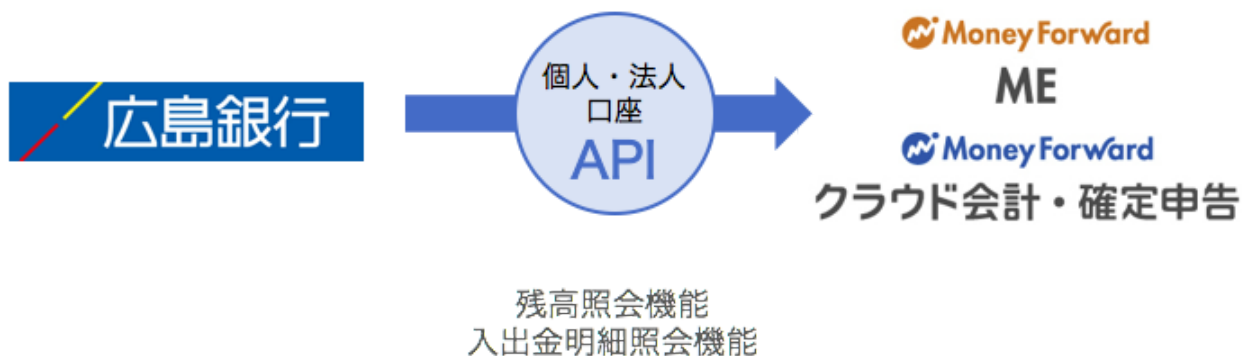 広島銀行
個人・法人
口座
API
Money Forward
ME
Money Forward
クラウド会計・確定申告
残高照会機能
入出金明細照会機能